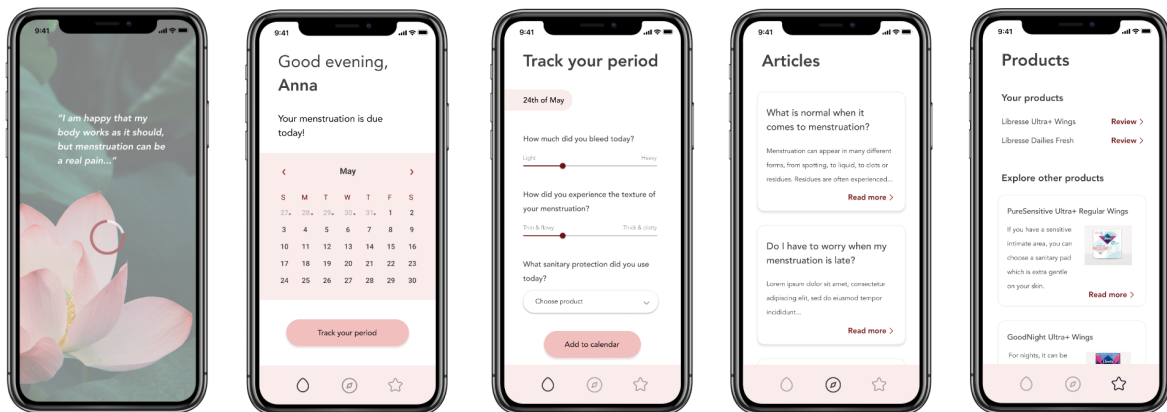 9:41
"I am happy that my
body works as it should,
but menstruation can be
a real pain..."
9:41
Good evening,
Anna
Your menstruation is due
today!
< May >
S M T W T F S
27. 28. 29. 30. 31. 1 2
3 4 5 6 7 8 9
10 11 12 13 14 15 16
17 18 19 20 21 22 23
24 25 26 27 28 29 30
Track your period
9:41
Track your period
24th of May
How much did you bleed today?
Light Heavy
How did you experience the texture of
your menstruation?
Thin & flowy Thick & clotty
What sanitary protection did you use
today?
Choose product
Add to calendar
9:41
Articles
What is normal when it
comes to menstruation?
Menstruation can appear in many different
forms, from spotting, to liquid, to clots or
residues. Residues are often experienced...
Read more >
Do I have to worry when my
menstruation is late?
Lorem ipsum dolor sit amet, consectetur
adipiscing elit, sed do eiusmod tempor
incididunt...
Read more >
9:41
Products
Your products
Libresse Ultra+ Wings Review >
Libresse Dailies Fresh Review >
Explore other products
PureSensitive Ultra+ Regular Wings
If you have a sensitive
intimate area, you can
choose a sanitary pad
which is extra gentle
on your skin.
Read more >
GoodNight Ultra+ Wings
For nights, it can be